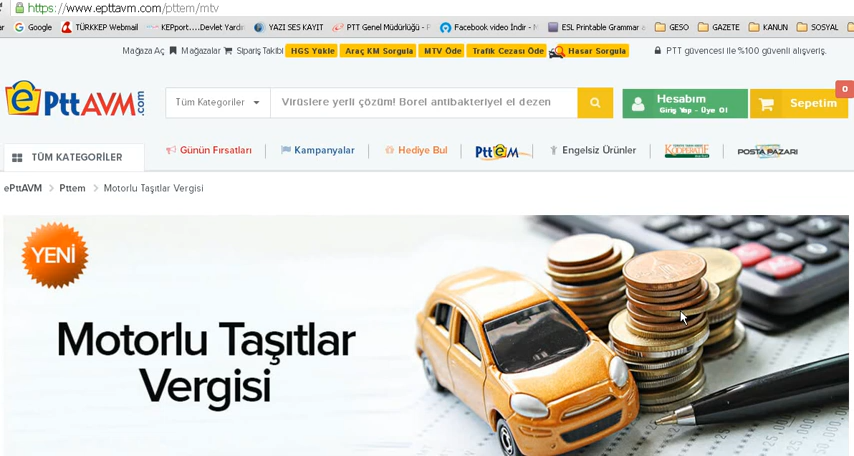 https://www.epttavm.com/pttem/mtv
Google TÜRKKEP Webmail KEPport....Devlet Yardır YAZI SES KAYIT PTT Genel Müdürlüğü - P Facebook video İndir - M ESL Printable Grammar a GESO GAZETE KANUN SOSYAL
Mağaza Aç Mağazalar Sipariş Takibi HGS Yükle Araç KM Sorgula MTV Öde Trafik Cezası Öde Hasar Sorgula PTT güvencesi ile %100 güvenli alışveriş.
ePttAVM.com Tüm Kategoriler Virüslere yerli çözüm! Borel antibakteriyel el dezen Hesabım Giriş Yap - Üye Ol Sepetim 0
TÜM KATEGORİLER Günün Fırsatları Kampanyalar Hediye Bul PttEM Engelsiz Ürünler KOOPERATİF POSTA PAZARI
ePttAVM Pttem Motorlu Taşıtlar Vergisi
YENİ
Motorlu Taşıtlar
Vergisi